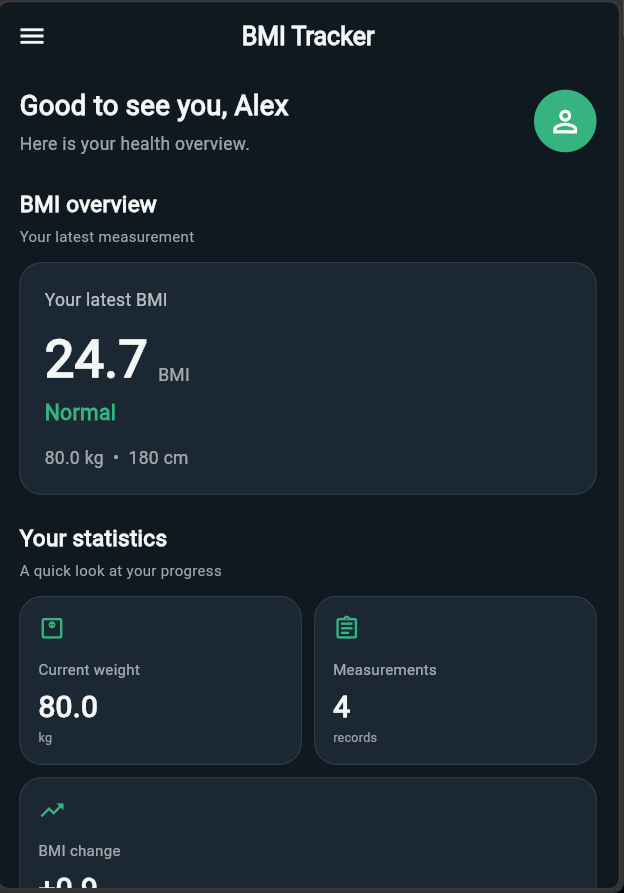 BMI Tracker
Good to see you, Alex
Here is your health overview.
BMI overview
Your latest measurement
Your latest BMI
24.7 BMI
Normal
80.0 kg • 180 cm
Your statistics
A quick look at your progress
Current weight
80.0
kg
Measurements
4
records
BMI change